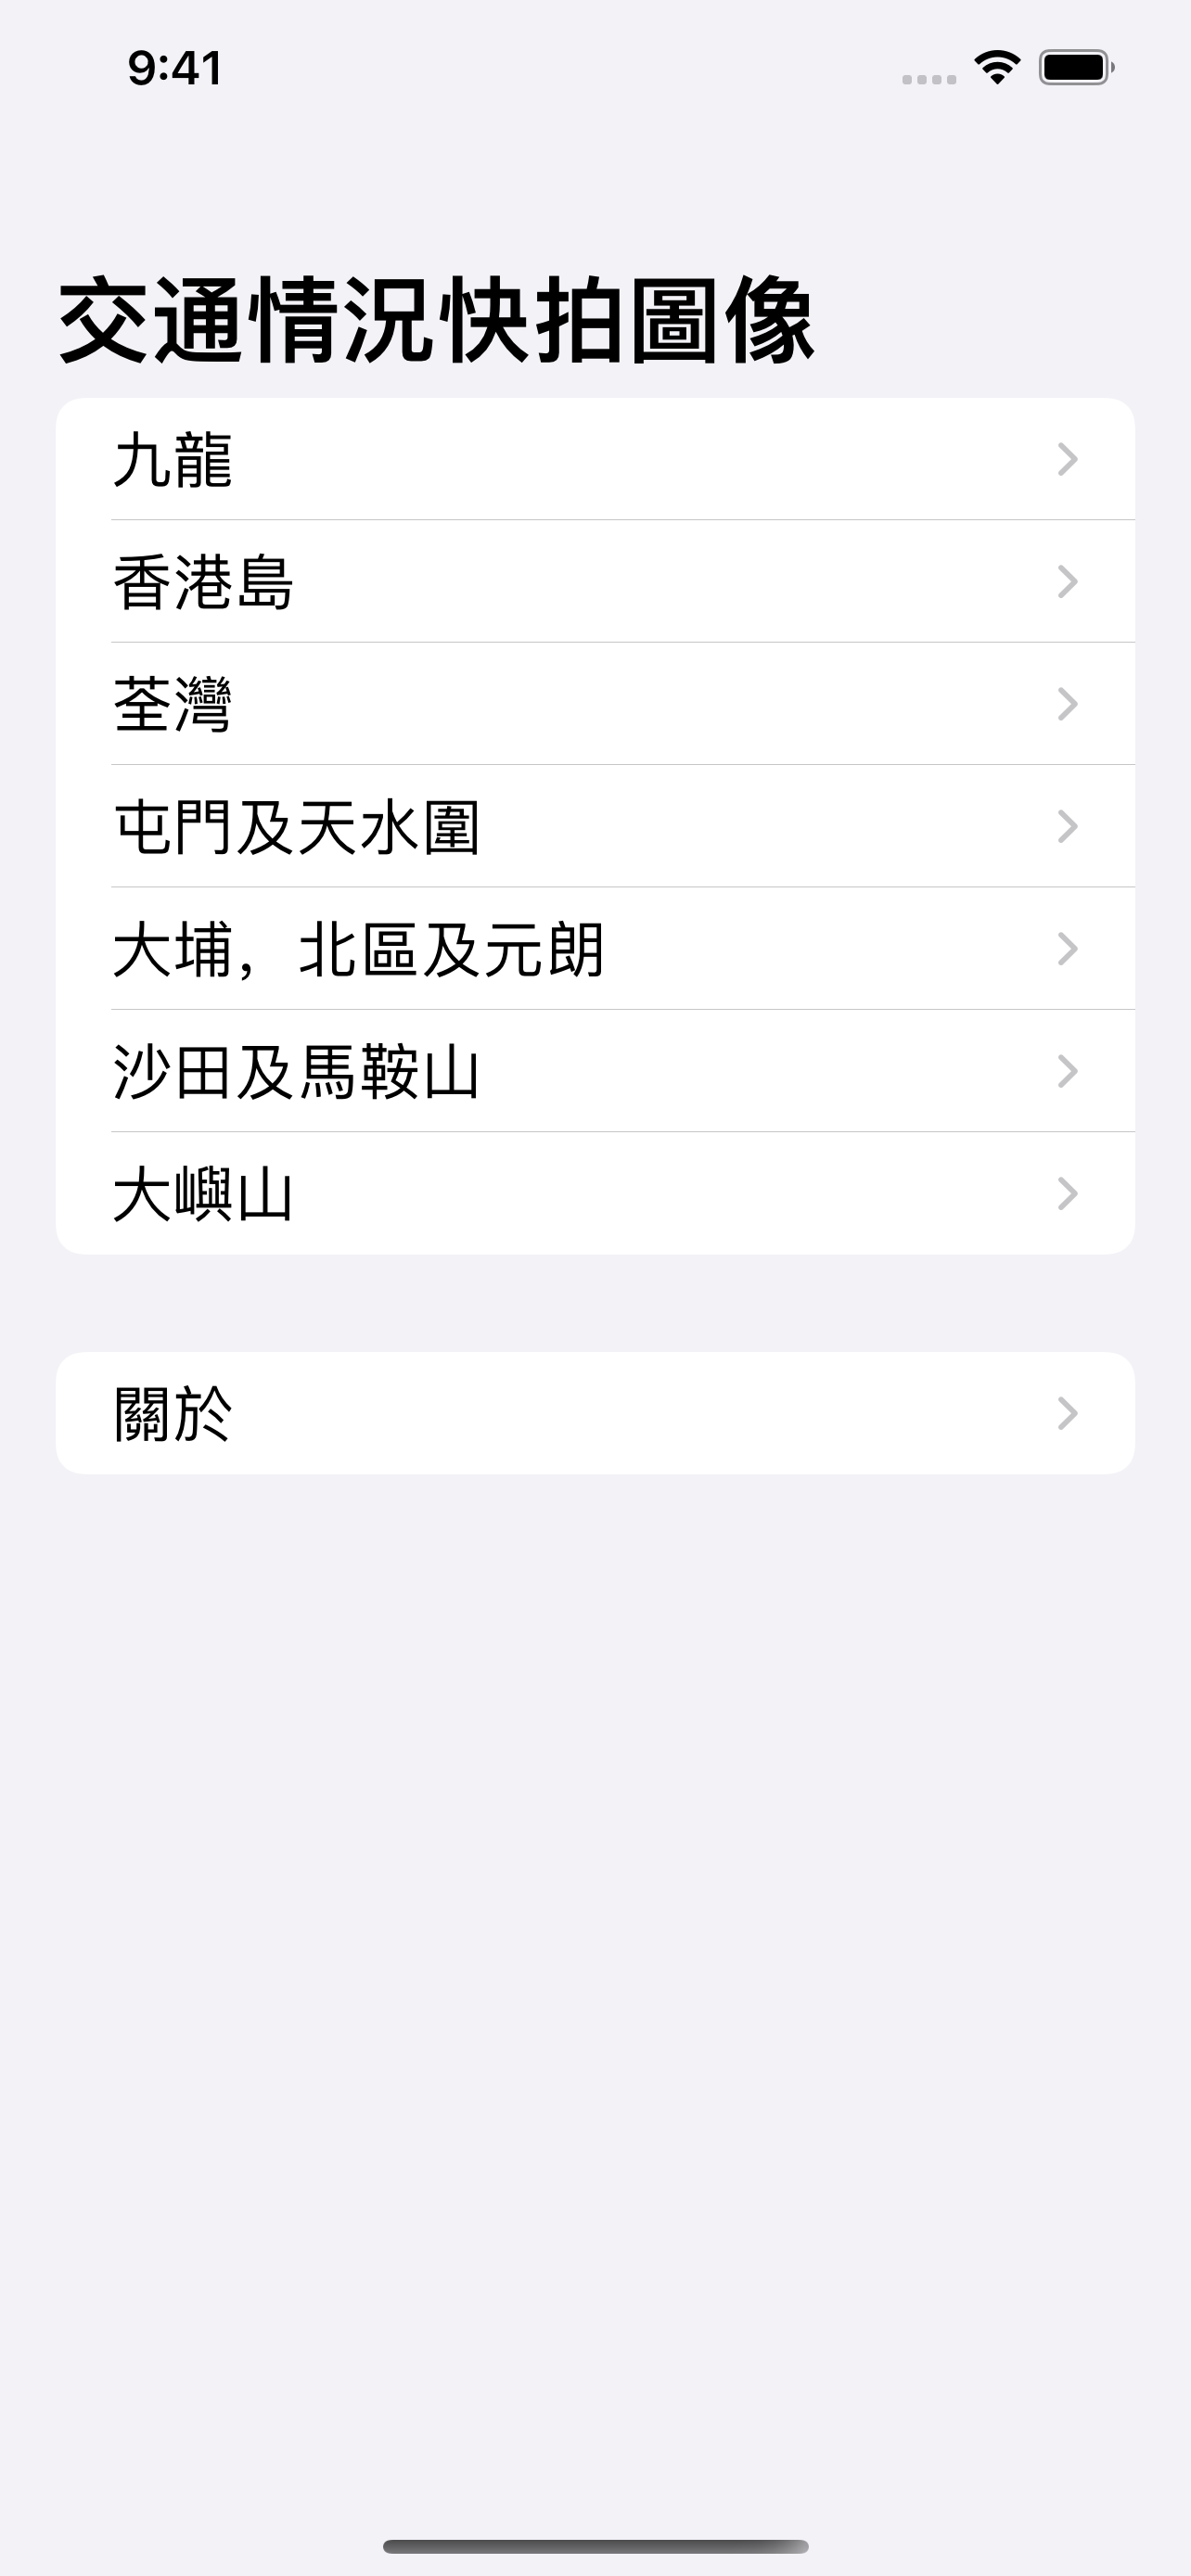 9:41
交通情況快拍圖像
九龍
香港島
荃灣
屯門及天水圍
大埔，北區及元朗
沙田及馬鞍山
大嶼山
關於